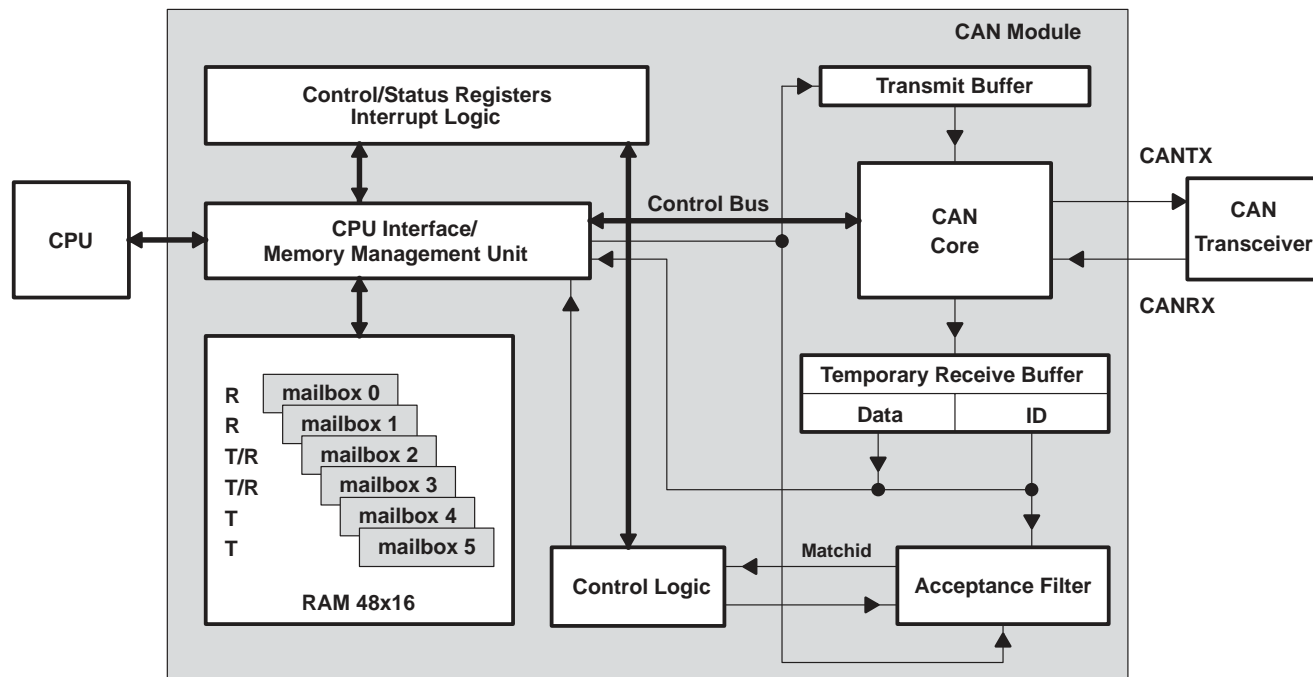 CAN Module
Control/Status Registers
Interrupt Logic
Transmit Buffer
CANTX
CPU
CPU Interface/
Memory Management Unit
Control Bus
CAN
Core
CAN
Transceiver
CANRX
Temporary Receive Buffer
Data
ID
R
mailbox 0
R
mailbox 1
T/R
mailbox 2
T/R
mailbox 3
T
mailbox 4
T
mailbox 5
RAM 48x16
Control Logic
Matchid
Acceptance Filter